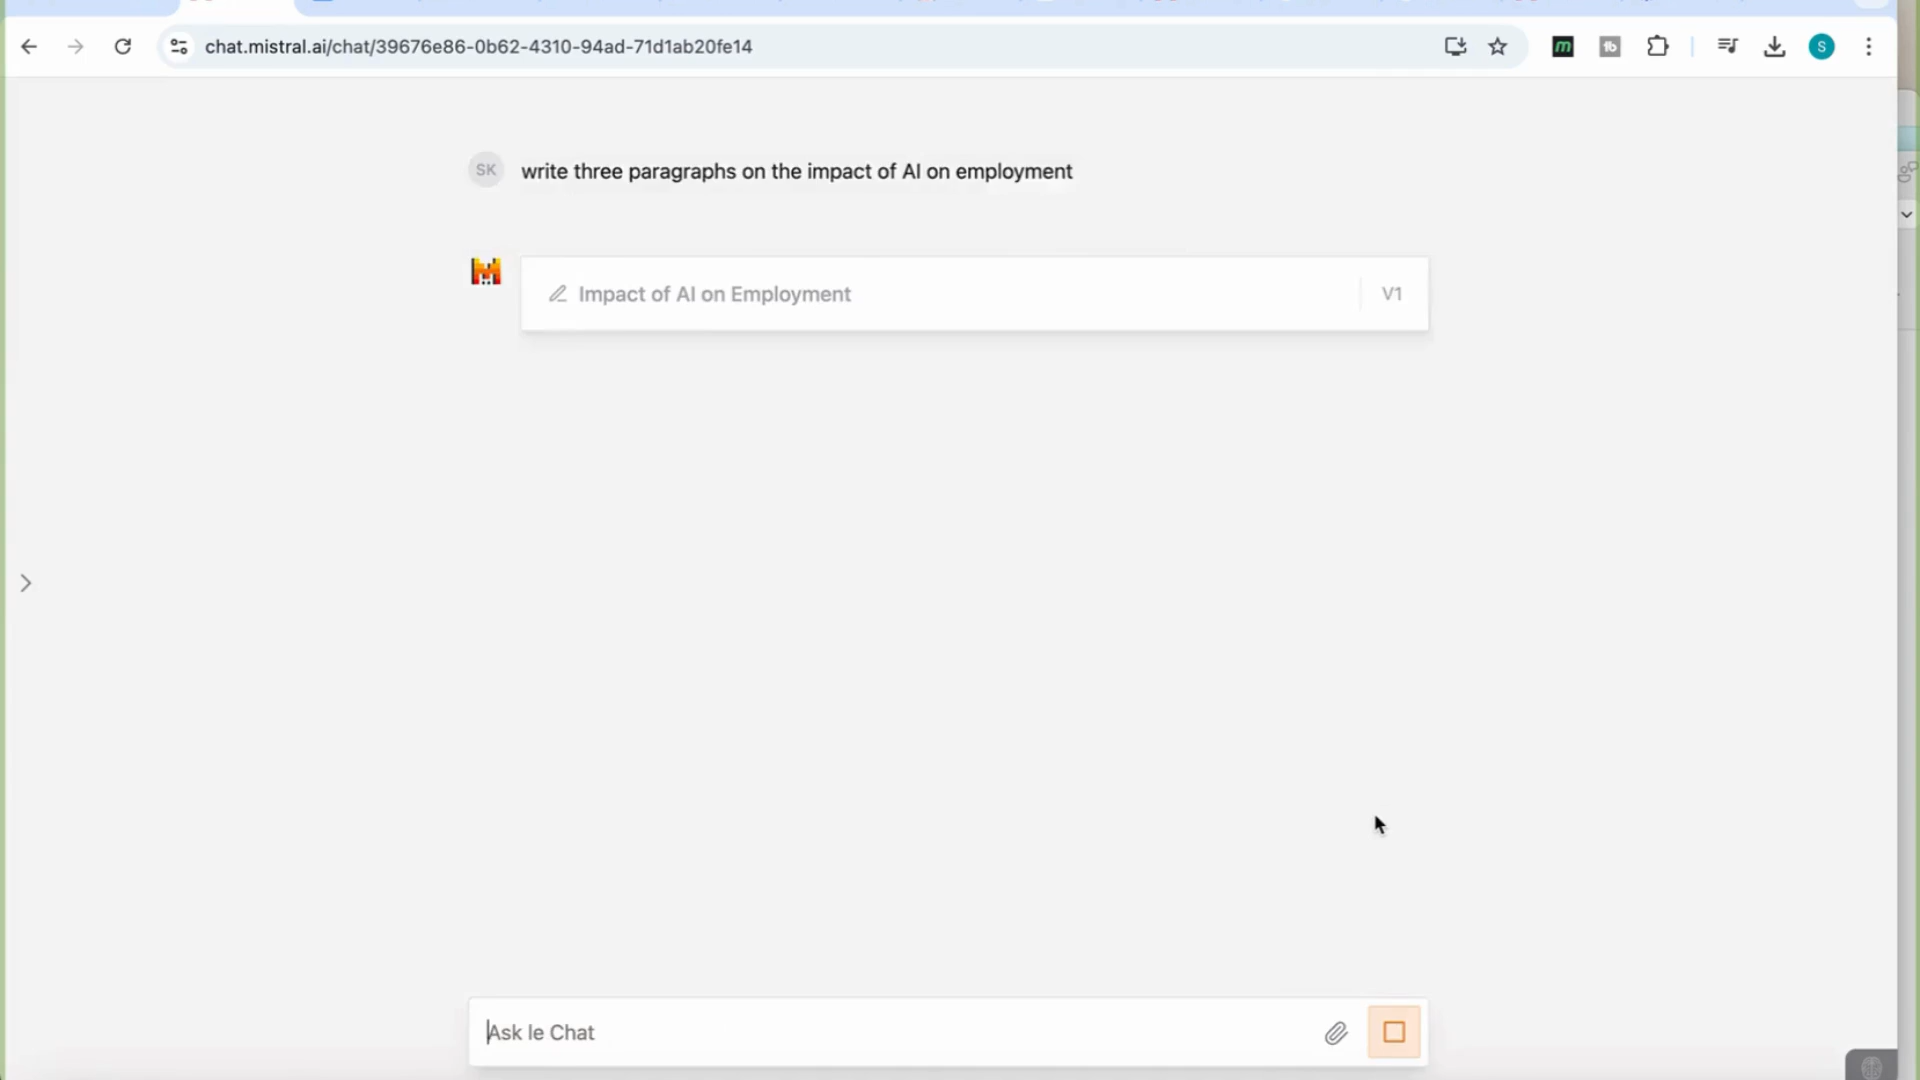 chat.mistral.ai/chat/39676e86-0b62-4310-94ad-71d1ab20fe14
m
tb
S
SK
write three paragraphs on the impact of AI on employment
Impact of AI on Employment
V1
Ask le Chat